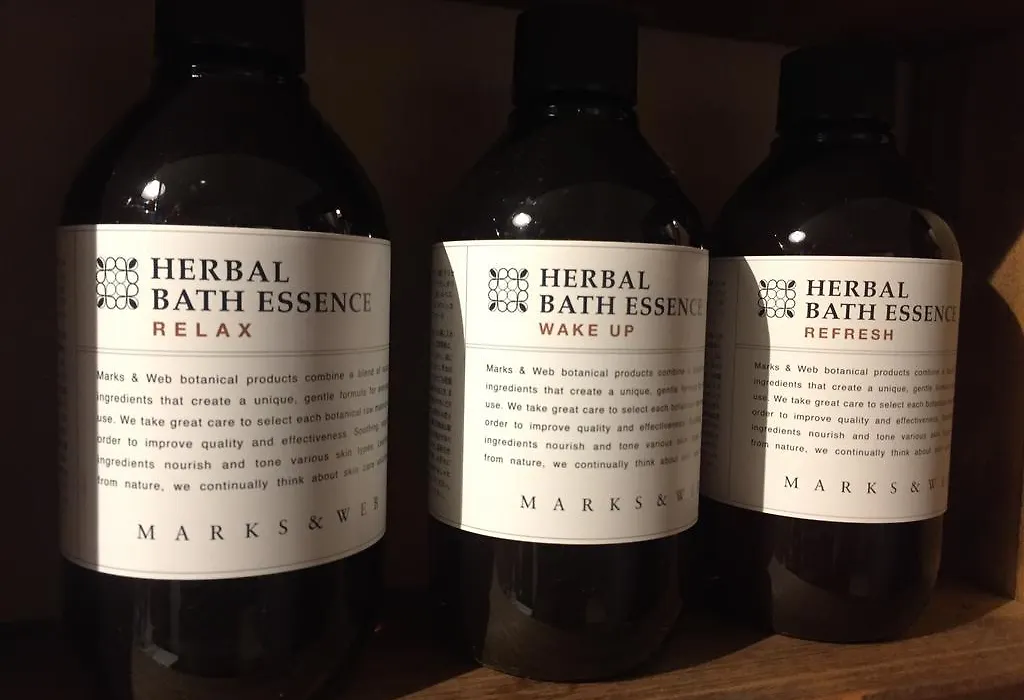 HERBAL
BATH ESSENCE
RELAX
Marks & Web botanical products combine a blend of
ingredients that create a unique, gentle formula for
use. We take great care to select each botanical raw
order to improve quality and effectiveness. Soothing
ingredients nourish and tone various skin types.
from nature, we continually think about skin care
MARKS & WEB
HERBAL
BATH ESSENCE
WAKE UP
Marks & Web botanical products combine a
ingredients that create a unique, gentle formula
use. We take great care to select each botanical
order to improve quality and effectiveness.
ingredients nourish and tone various skin
from nature, we continually think about
MARKS & WEB
HERBAL
BATH ESSENCE
REFRESH
Marks & Web botanical products combine a
ingredients that create a unique, gentle
use. We take great care to select each botanical
order to improve quality and effectiveness.
ingredients nourish and tone various skin
from nature, we continually think about
MARKS & W